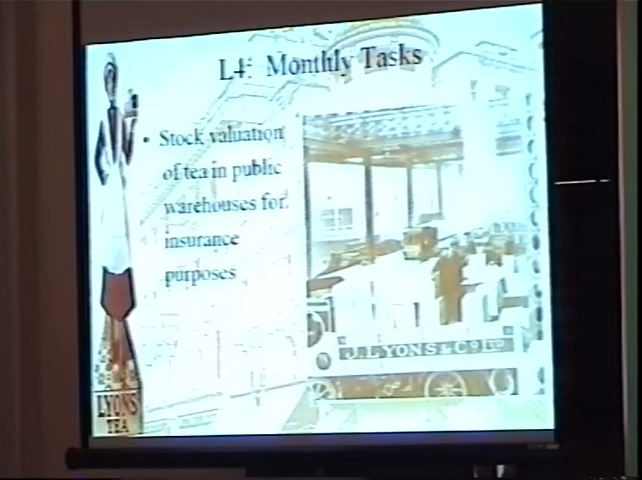 L4: Monthly Tasks
• Stock valuation
of tea in public
warehouses for
insurance
purposes
J. LYONS & Co LTD
LYONS
TEA